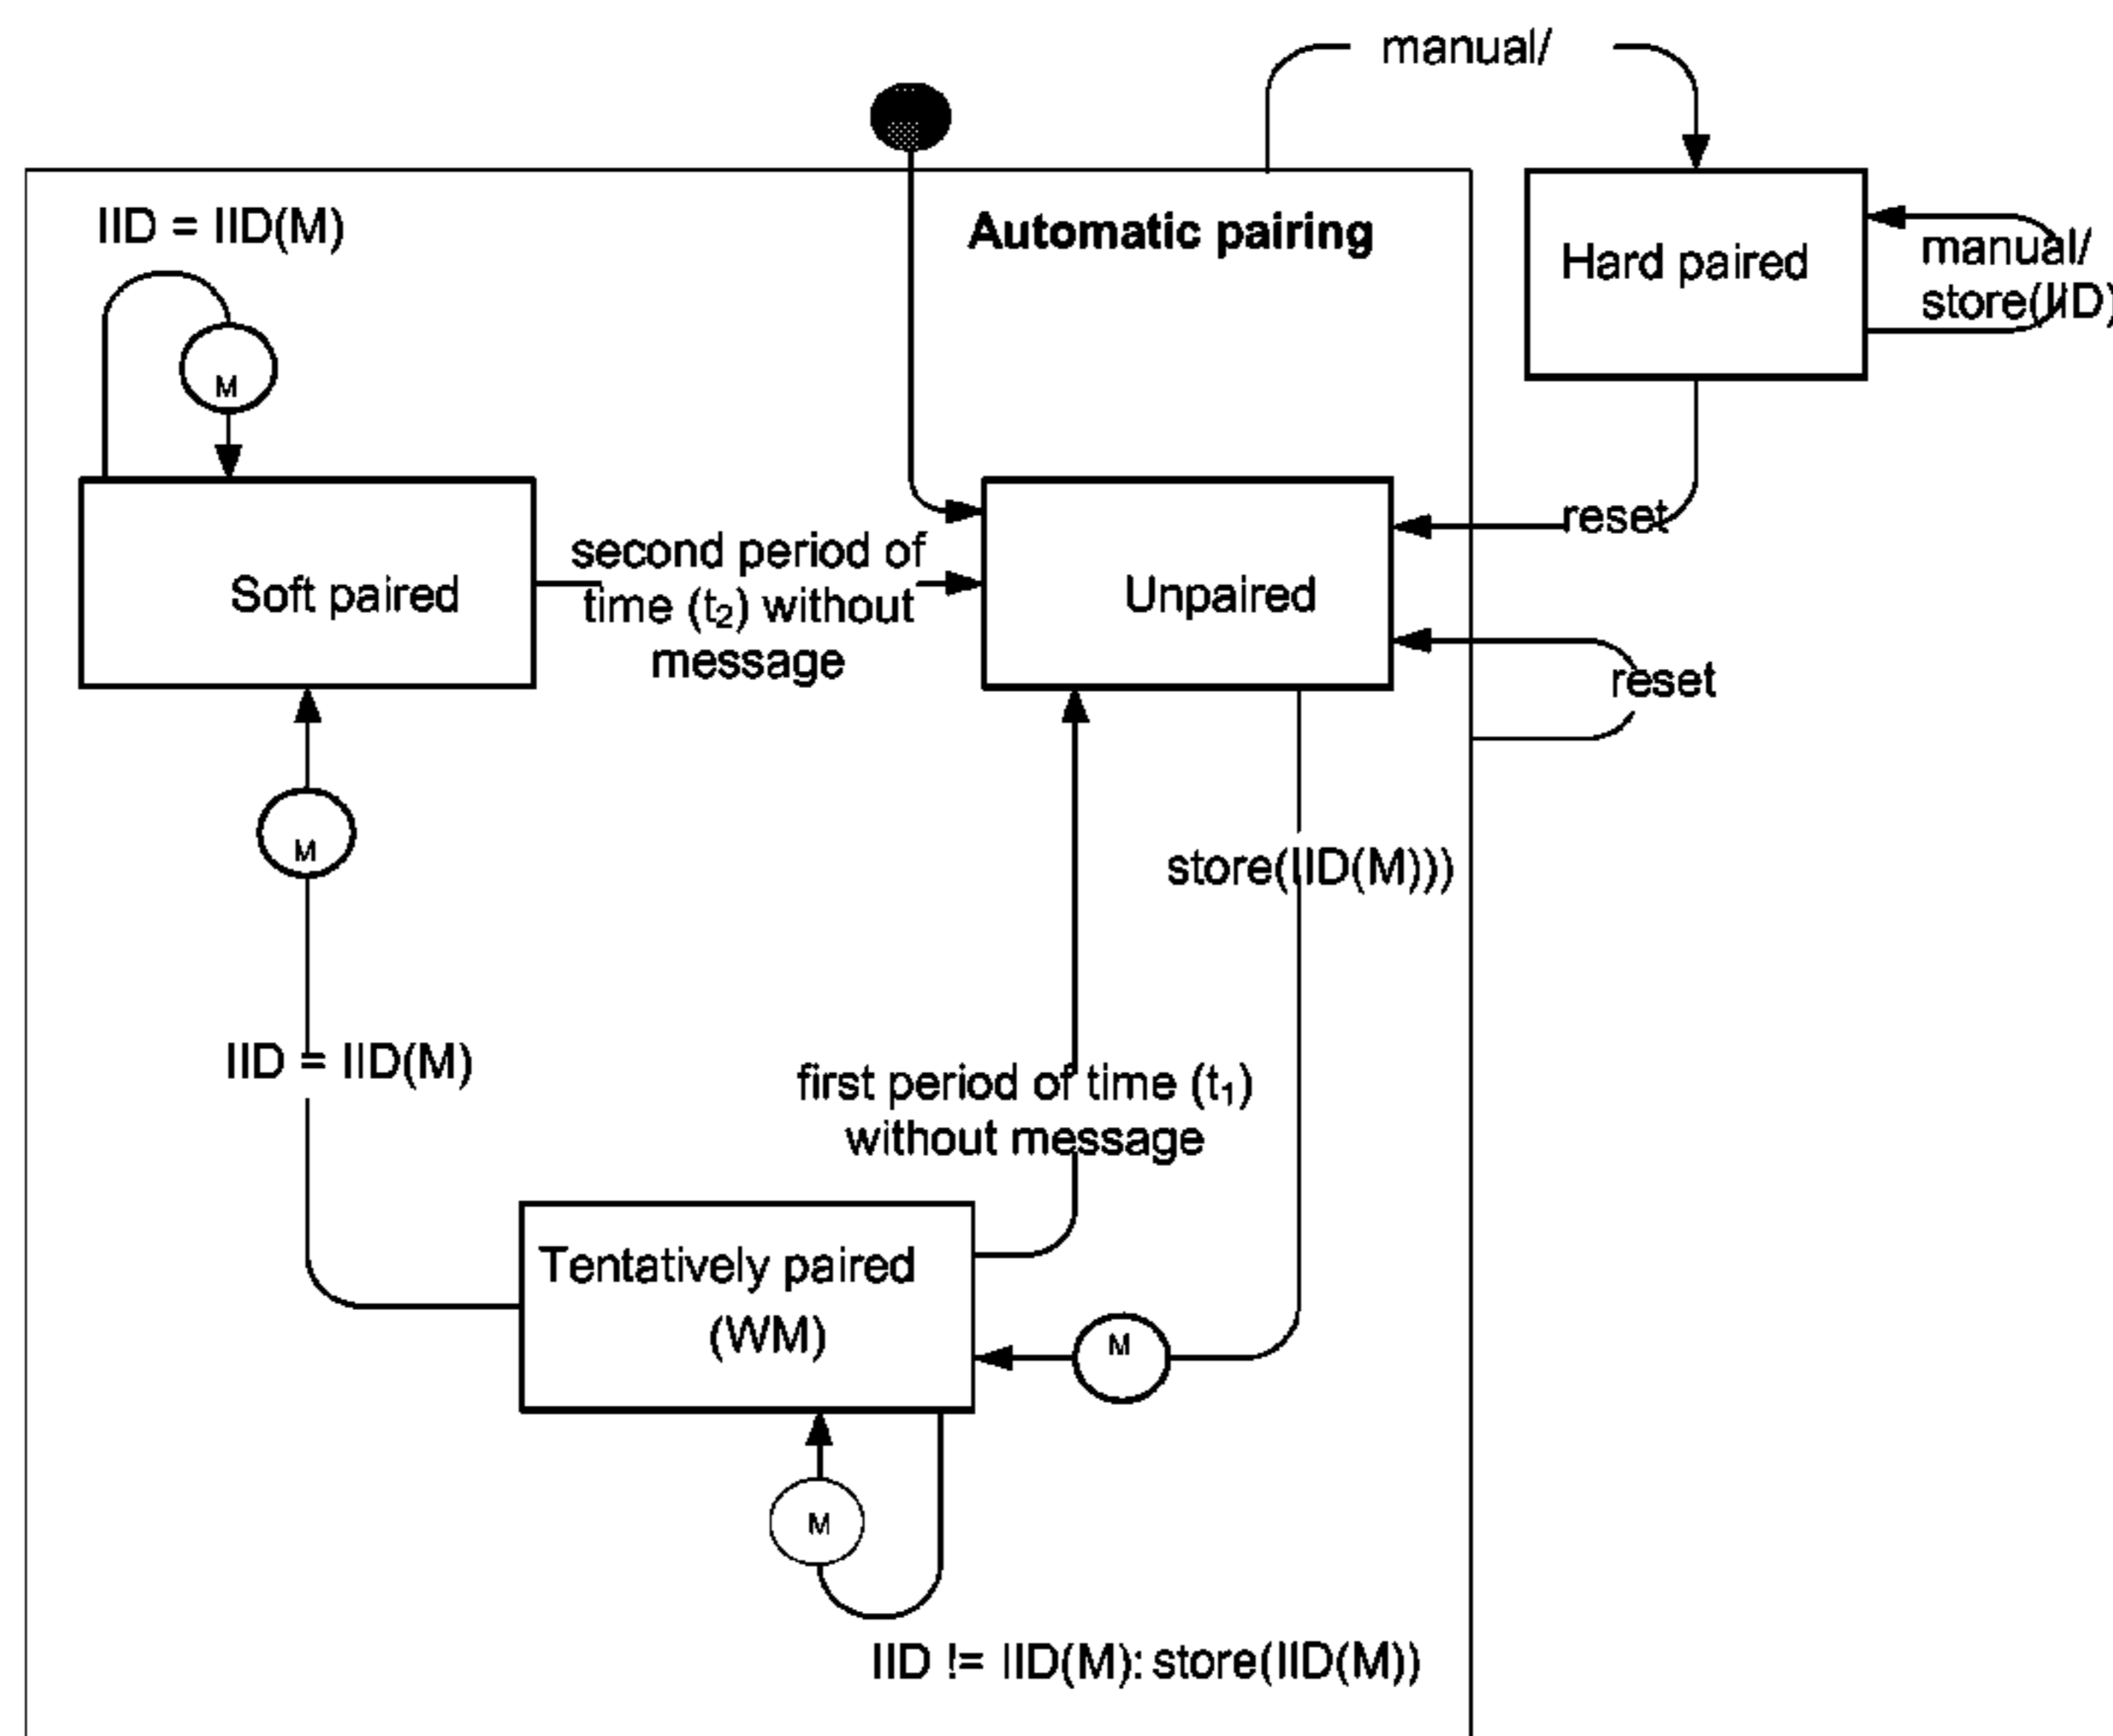 manual/
IID = IID(M)
Automatic pairing
Hard paired
manual/
store(IID)
M
second period of
time (t₂) without
message
Soft paired
Unpaired
reset
reset
M
store(IID(M)))
IID = IID(M)
first period of time (t₁)
without message
Tentatively paired
(WM)
M
M
IID != IID(M): store(IID(M))